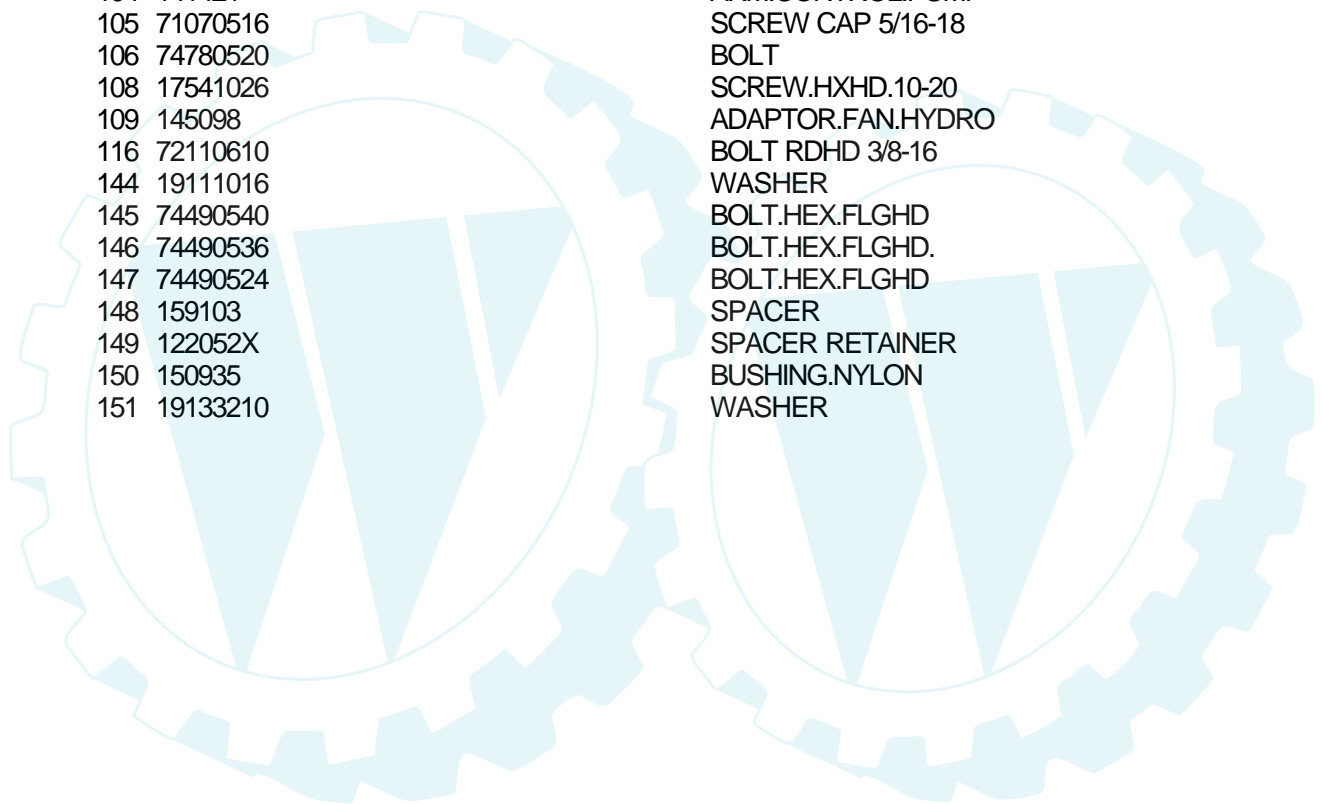 105 71070516 SCREW CAP 5/16-18
106 74780520 BOLT
108 17541026 SCREW.HXHD.10-20
109 145098 ADAPTOR.FAN.HYDRO
116 72110610 BOLT RDHD 3/8-16
144 19111016 WASHER
145 74490540 BOLT.HEX.FLGHD
146 74490536 BOLT.HEX.FLGHD.
147 74490524 BOLT.HEX.FLGHD
148 159103 SPACER
149 122052X SPACER RETAINER
150 150935 BUSHING.NYLON
151 19133210 WASHER